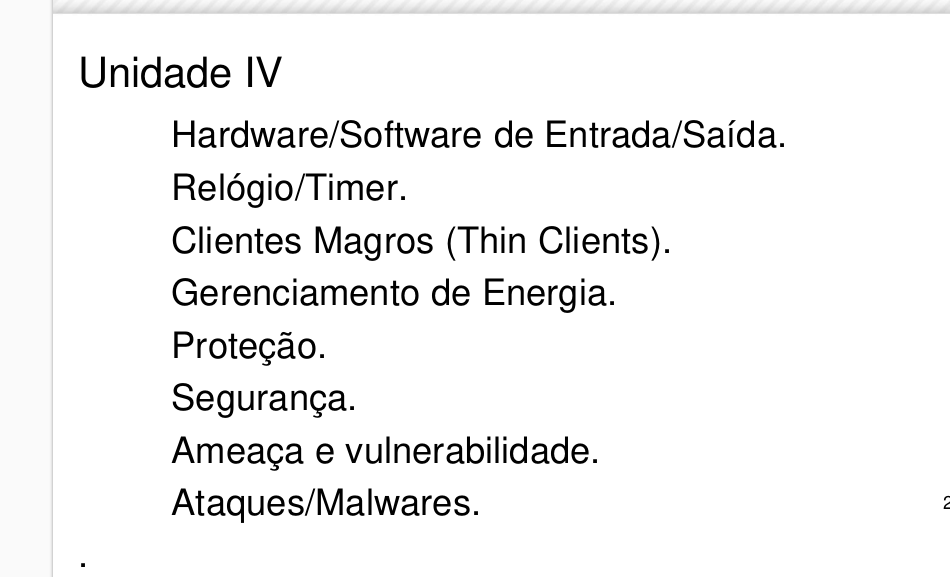 Unidade IV
Hardware/Software de Entrada/Saída.
Relógio/Timer.
Clientes Magros (Thin Clients).
Gerenciamento de Energia.
Proteção.
Segurança.
Ameaça e vulnerabilidade.
Ataques/Malwares.
2
.